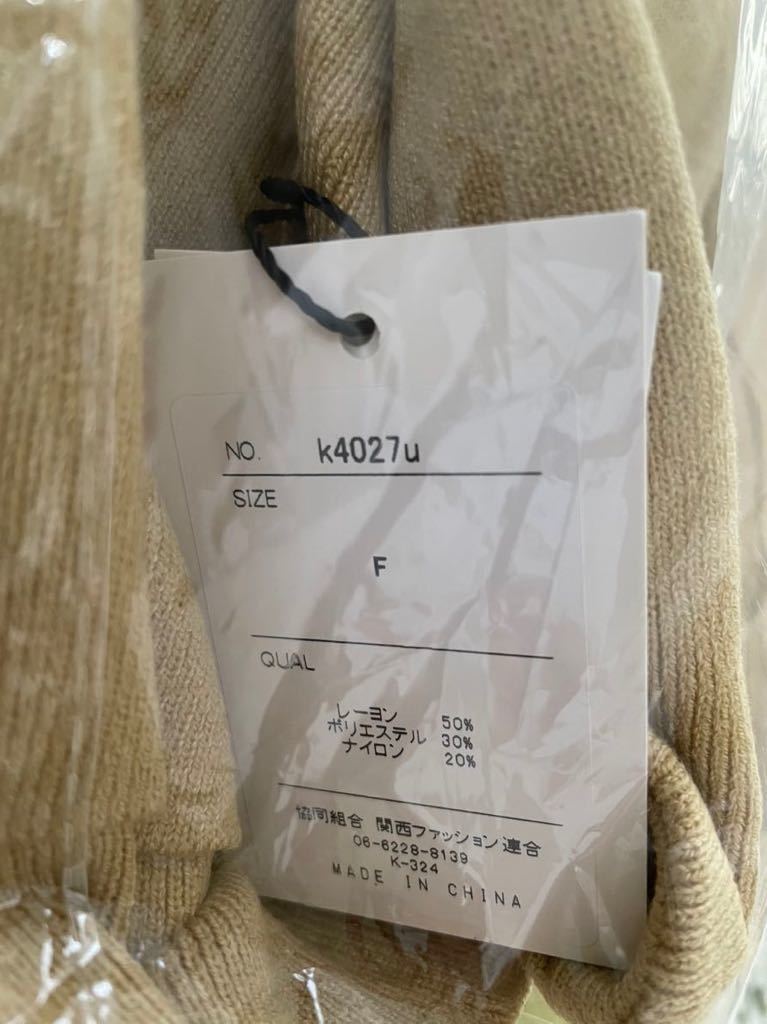 NO. k4027u
SIZE
F
QUAL
レーヨン 50%
ポリエステル 30%
ナイロン 20%
協同組合 関西ファッション連合
06-6228-8139
K-324
MADE IN CHINA